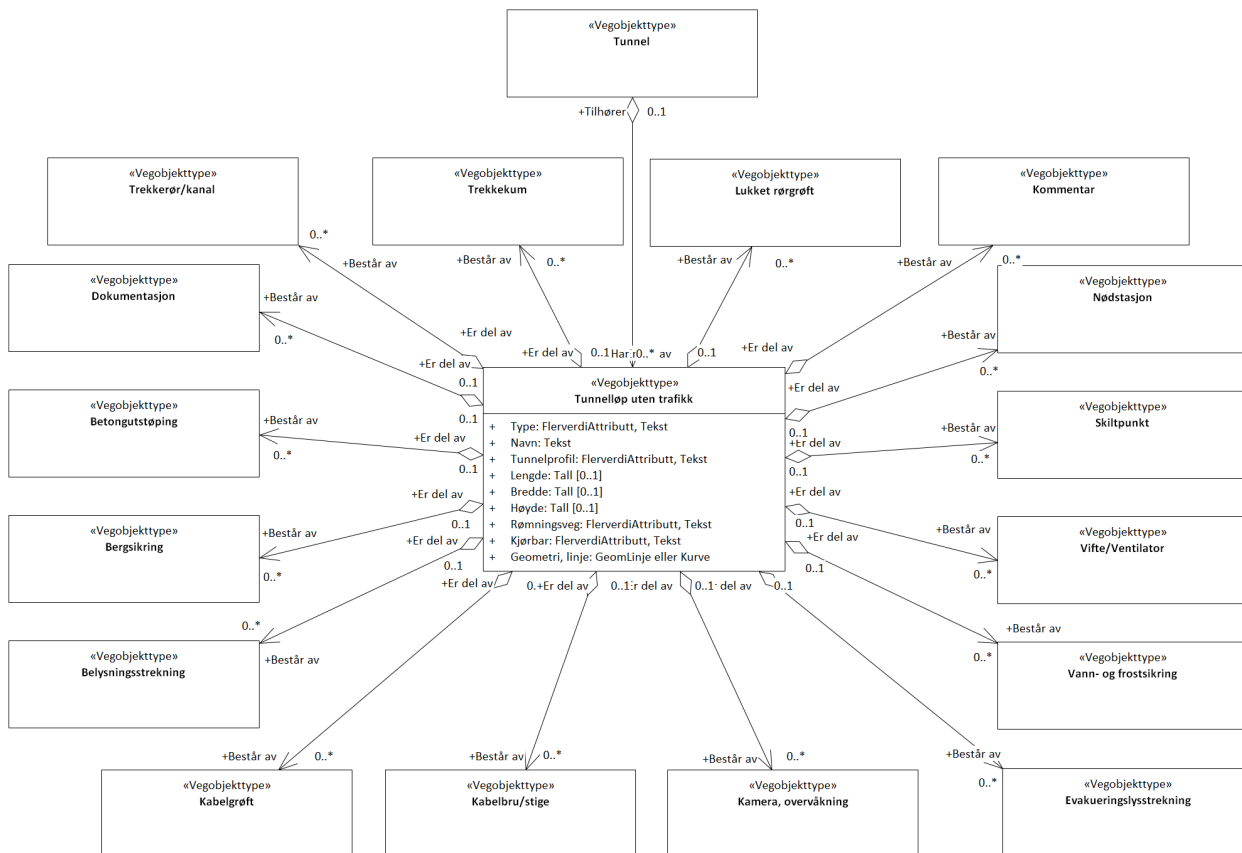 «Vegobjekttype»
Tunnel
+Tilhører
0..1
«Vegobjekttype»
Trekkerør/kanal
«Vegobjekttype»
Trekkekum
«Vegobjekttype»
Lukket rørgrøft
«Vegobjekttype»
Kommentar
0..*
+Består av
+Består av
0..*
+Består av
0..*
+Består av
0..*
«Vegobjekttype»
Dokumentasjon
+Består av
0..*
«Vegobjekttype»
Nødstasjon
+Består av
0..*
+Er del av
0..1
+Er del av
0..1
+Er del av
0..1
0..*
av
+Er del av
0..1
+Er del av
+Er del av
0..1
«Vegobjekttype»
Tunnelløp uten trafikk
+ Type: FlerverdiAttributt, Tekst
+ Navn: Tekst
+ Tunnelprofil: FlerverdiAttributt, Tekst
+ Lengde: Tall [0..1]
+ Bredde: Tall [0..1]
+ Høyde: Tall [0..1]
+ Rømningsveg: FlerverdiAttributt, Tekst
+ Kjørbar: FlerverdiAttributt, Tekst
+ Geometri, linje: GeomLinje eller Kurve
«Vegobjekttype»
Betongutstøping
+Består av
0..*
+Er del av
0..1
«Vegobjekttype»
Skiltpunkt
+Består av
0..*
+Er del av
0..1
«Vegobjekttype»
Bergsikring
+Består av
0..*
+Er del av
0..1
«Vegobjekttype»
Vifte/Ventilator
+Består av
0..*
+Er del av
0..1
«Vegobjekttype»
Belysningsstrekning
0..*
+Består av
+Er del av
0..1
«Vegobjekttype»
Vann- og frostsikring
+Består av
0..*
0..1
+Er del av
+Er del av
del av
av
0..1
0..1
0..1
+Består av
0..*
+Består av
0..*
+Består av
0..*
+Består av
0..*
«Vegobjekttype»
Kabelgrøft
«Vegobjekttype»
Kabelbru/stige
«Vegobjekttype»
Kamera, overvåkning
«Vegobjekttype»
Evakueringslysstrekning